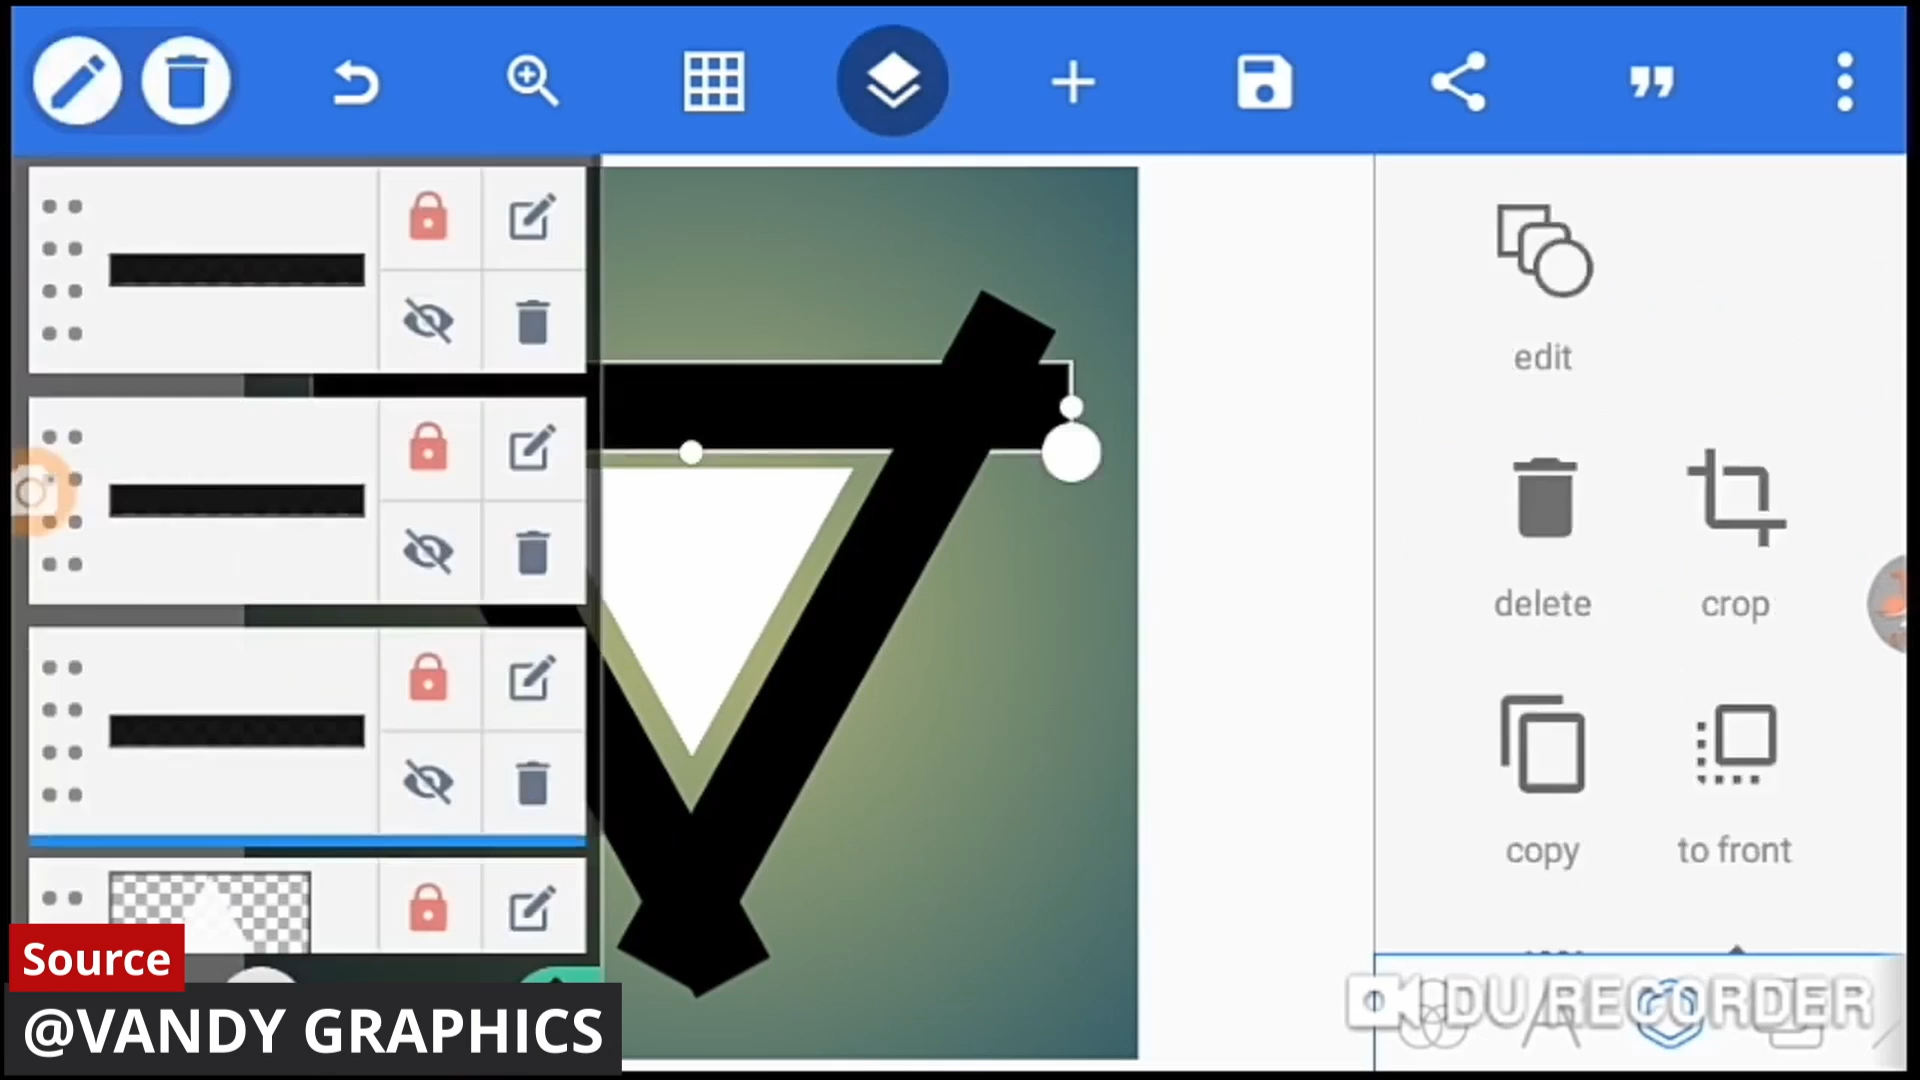 edit
delete
crop
copy
to front
Source
@VANDY GRAPHICS
DU RECORDER